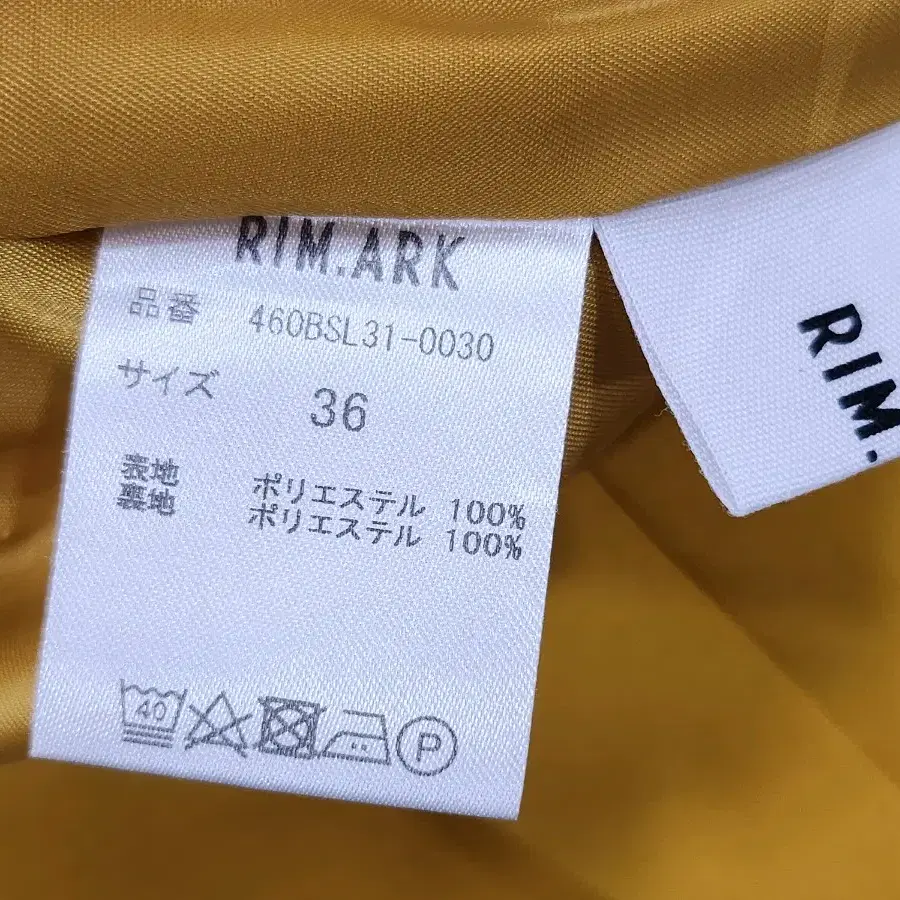 RIM.ARK
品番 460BSL31-0030
サイズ 36
表地 ポリエステル 100%
裏地 ポリエステル 100%
40
P
RIM.